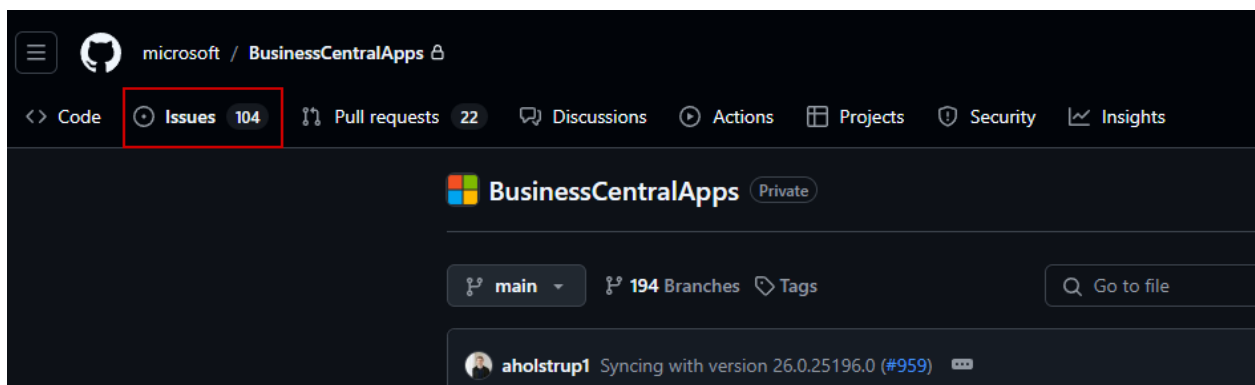 microsoft / BusinessCentralApps
<> Code Issues 104 Pull requests 22 Discussions Actions Projects Security Insights
BusinessCentralApps Private
main 194 Branches Tags Go to file
aholstrup1 Syncing with version 26.0.25196.0 (#959)